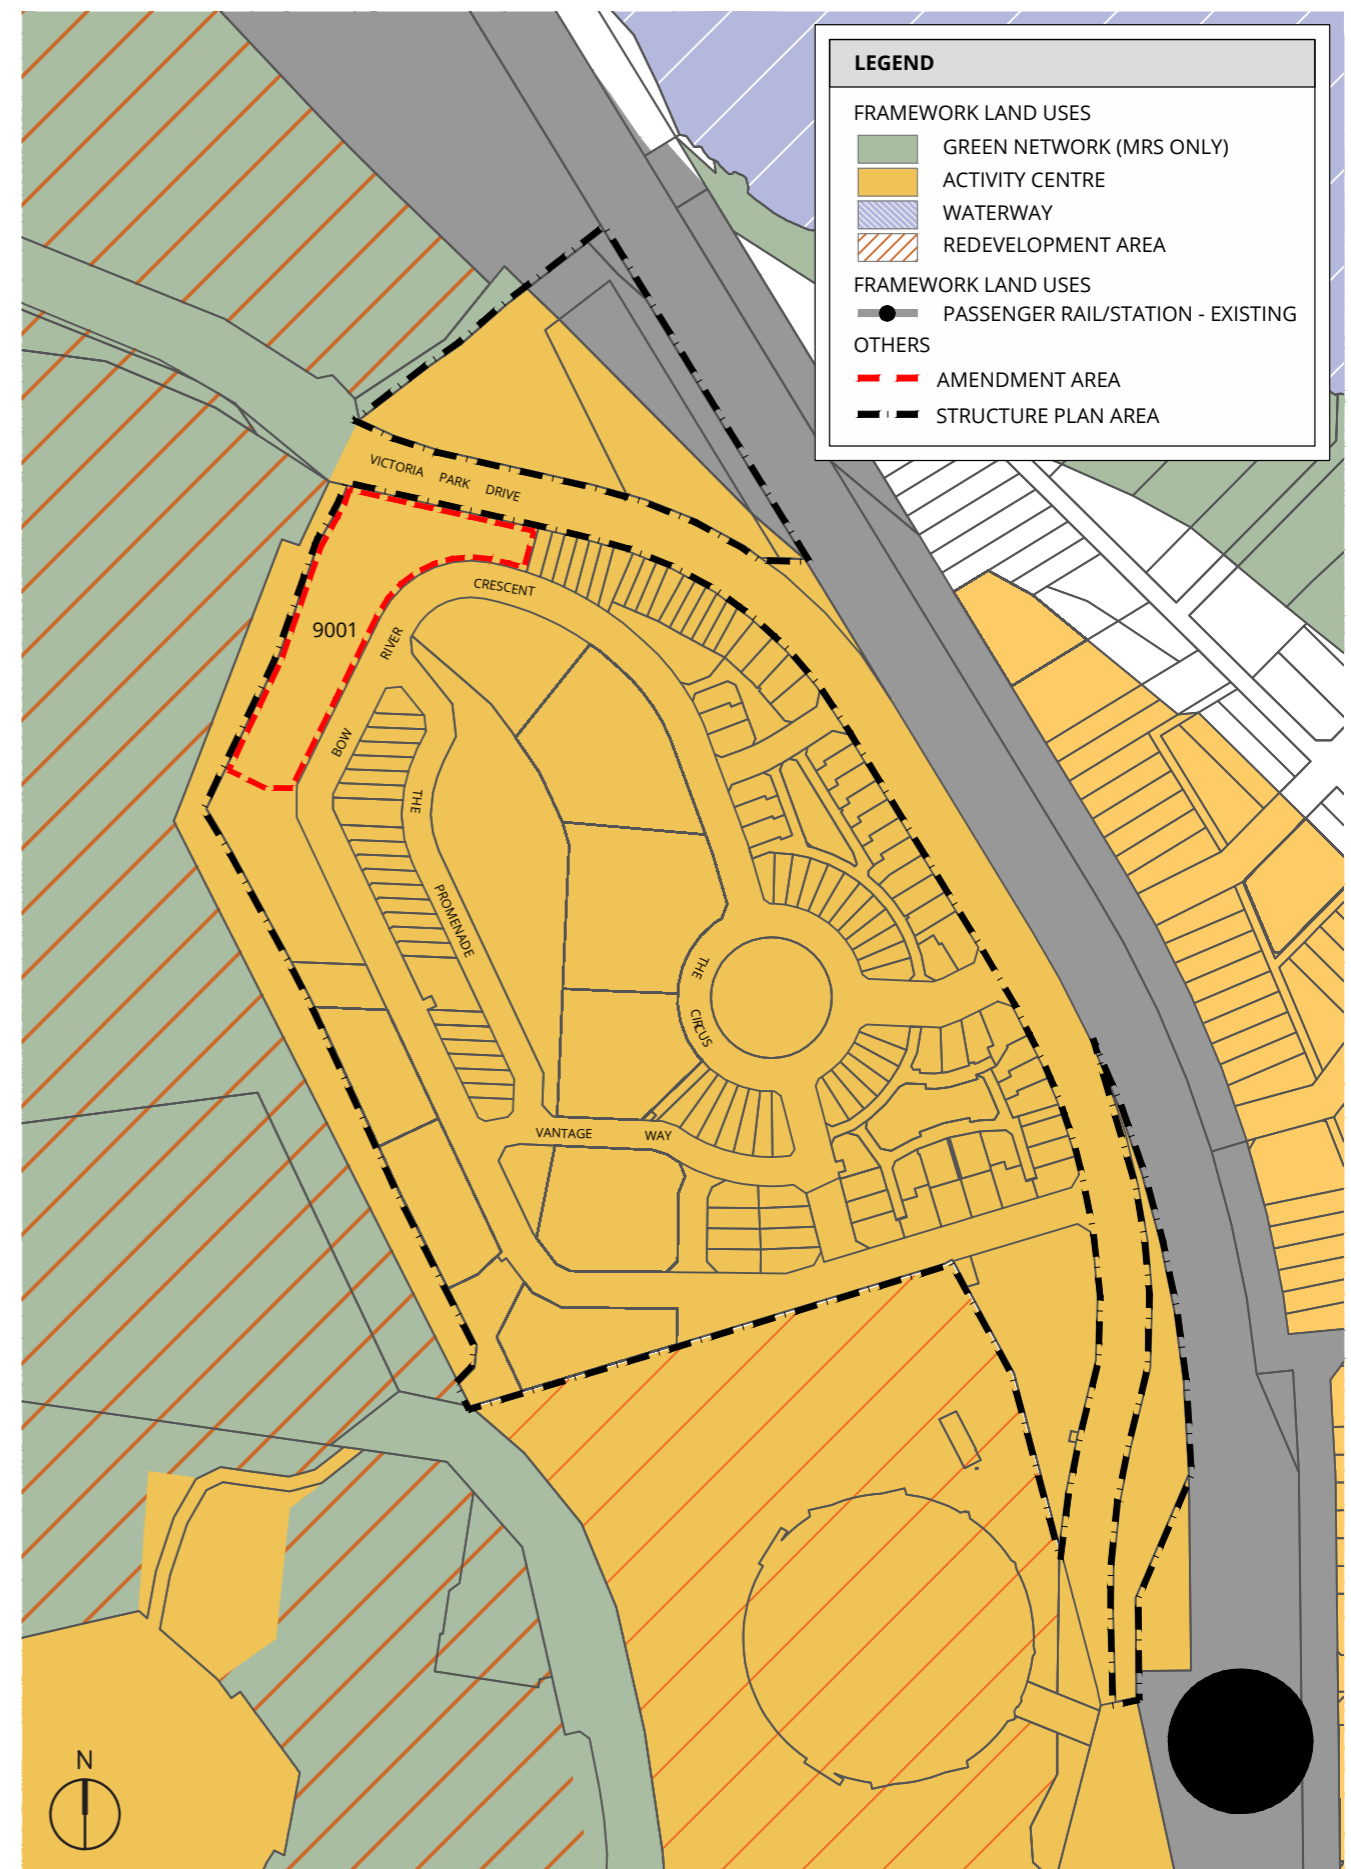 LEGEND
FRAMEWORK LAND USES
GREEN NETWORK (MRS ONLY)
ACTIVITY CENTRE
WATERWAY
REDEVELOPMENT AREA
FRAMEWORK LAND USES
PASSENGER RAIL/STATION - EXISTING
OTHERS
AMENDMENT AREA
STRUCTURE PLAN AREA
VICTORIA PARK DRIVE
CRESCENT
RIVER
BOW
9001
THE
PROMENADE
THE
CIRCUS
VANTAGE WAY
N